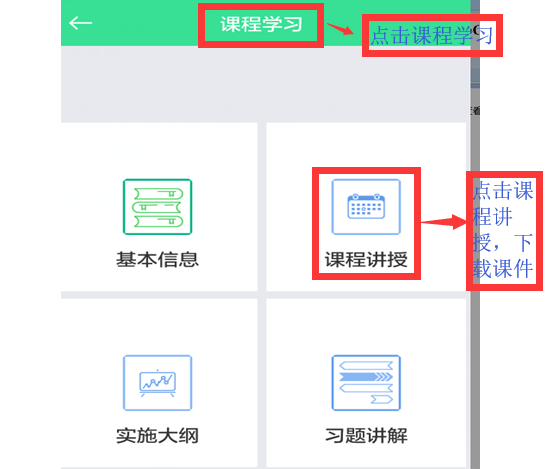 课程学习
点击课程学习
基本信息
课程讲授
点击课
程讲
授，下
载课件
实施大纲
习题讲解